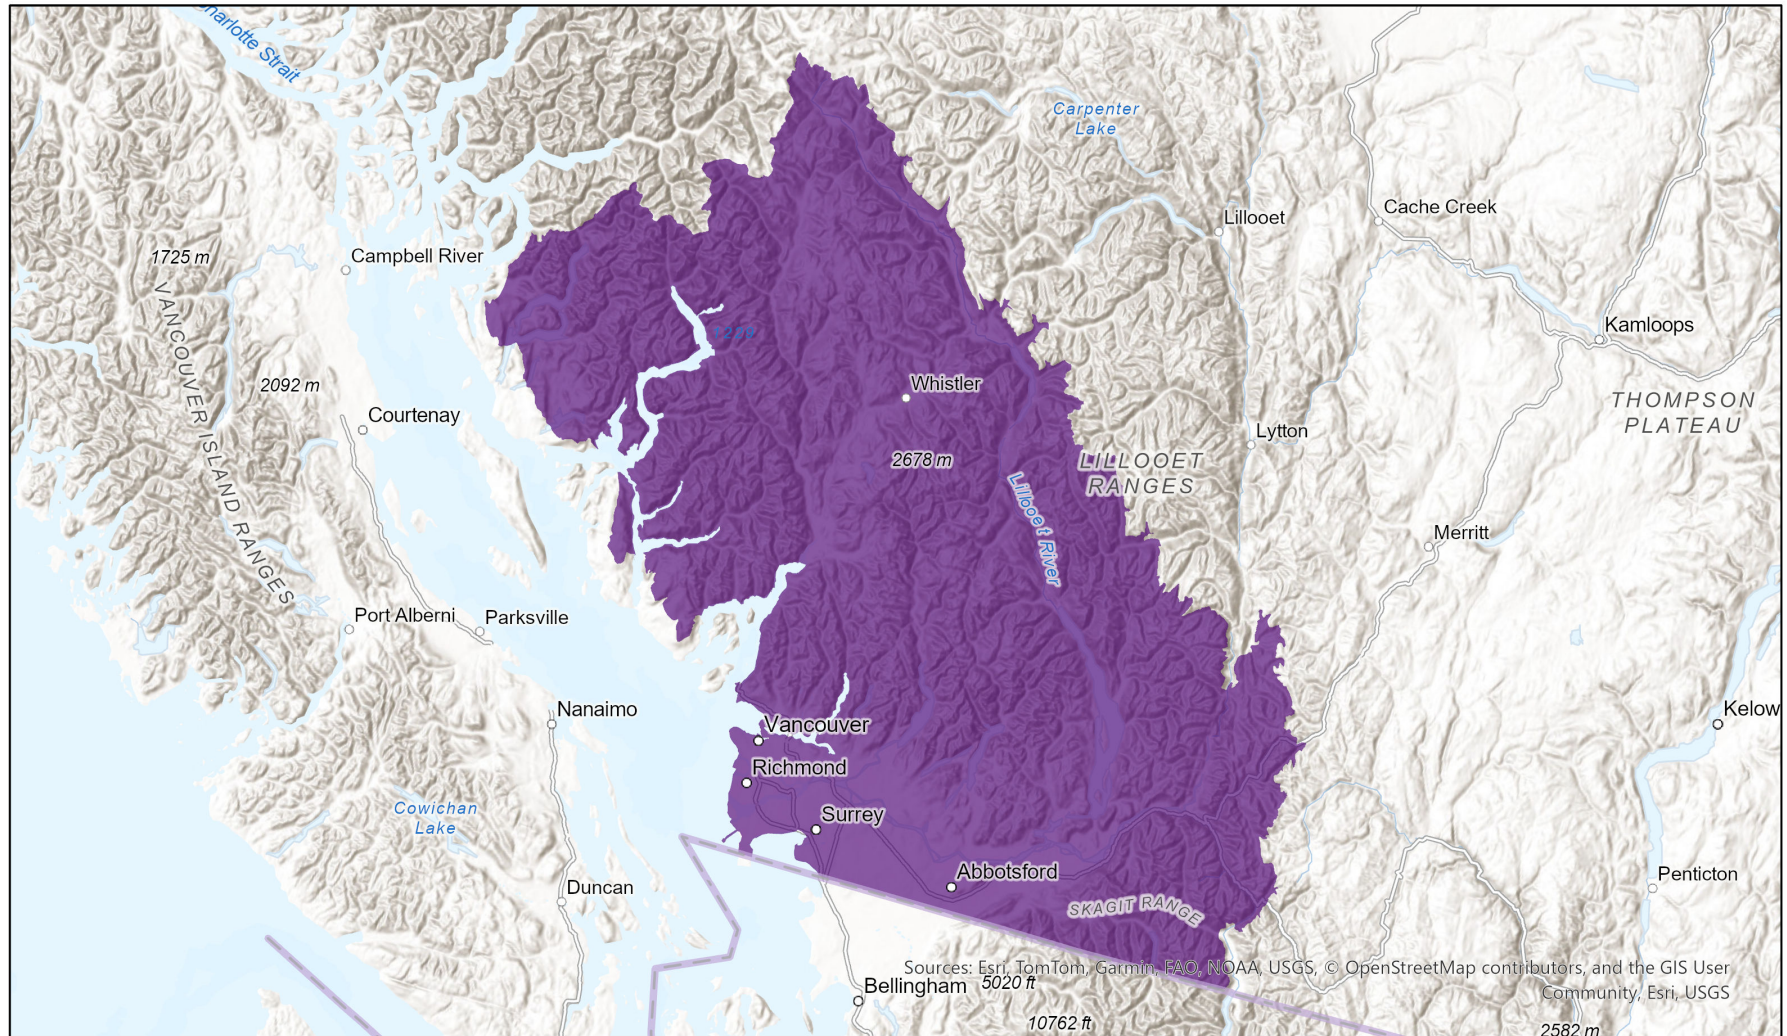 Charlotte
Strait
Carpenter
Lake
Cache Creek
Lillooet
1725 m
Campbell River
Kamloops
VANCOUVER ISLAND RANGES
2092 m
Whistler
THOMPSON
PLATEAU
Courtenay
Lytton
2678 m
LILLOOET
RANGES
Lillooet River
Merritt
Port Alberni
Parksville
Nanaimo
Kelow
Vancouver
Richmond
Cowichan
Lake
Surrey
Duncan
Abbotsford
Penticton
SKAGIT RANGE
Sources: Esri, TomTom, Garmin, FAO, NOAA, USGS, © OpenStreetMap contributors, and the GIS User
Community, Esri, USGS
Bellingham
5020 ft
10762 ft
2582 m